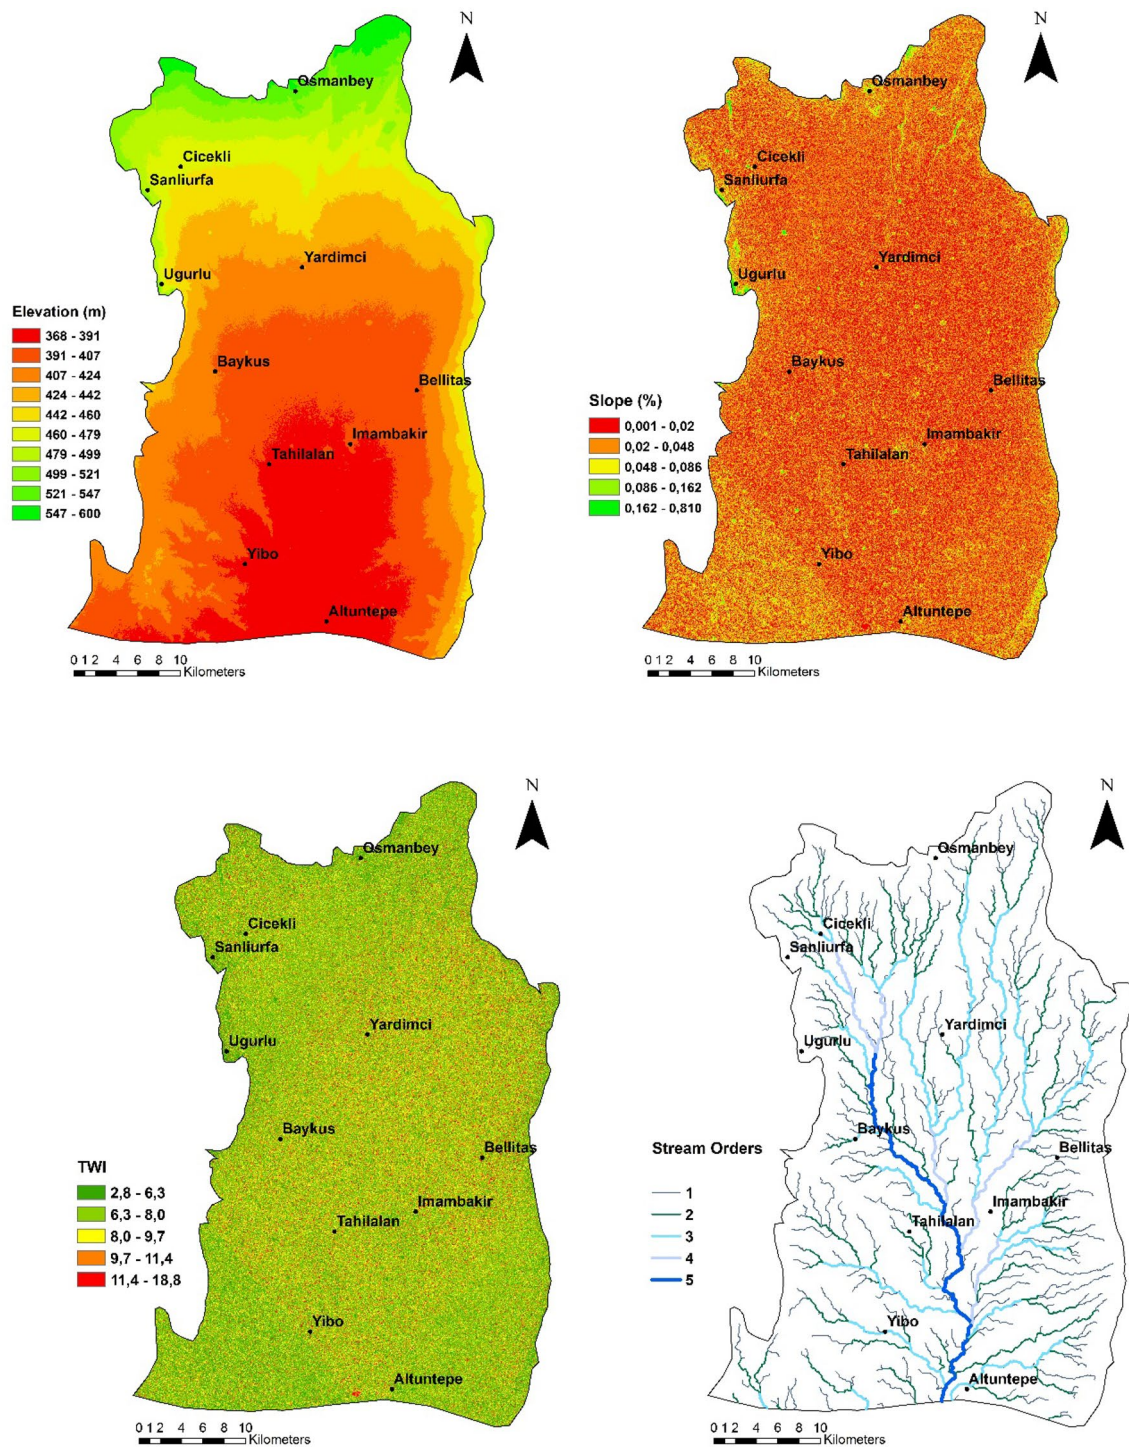 N
Osmanbey
Cicekli
Sanliurfa
Yardimci
Ugurlu
Elevation (m)
368 - 391
391 - 407
407 - 424
424 - 442
442 - 460
460 - 479
479 - 499
499 - 521
521 - 547
547 - 600
Baykus
Bellitas
Imambakir
Tahilalan
Yibo
Altuntepe
0 1 2 4 6 8 10
Kilometers
N
Osmanbey
Cicekli
Sanliurfa
Yardimci
Ugurlu
Baykus
Bellitas
Slope (%)
0,001 - 0,02
0,02 - 0,048
0,048 - 0,086
0,086 - 0,162
0,162 - 0,810
Imambakir
Tahilalan
Yibo
Altuntepe
0 1 2 4 6 8 10
Kilometers
N
Osmanbey
Cicekli
Sanliurfa
Yardimci
Ugurlu
Baykus
Bellitas
TWI
2,8 - 6,3
6,3 - 8,0
8,0 - 9,7
9,7 - 11,4
11,4 - 18,8
Imambakir
Tahilalan
Yibo
Altuntepe
0 1 2 4 6 8 10
Kilometers
N
Osmanbey
Cicekli
Sanliurfa
Yardimci
Ugurlu
Baykus
Bellitas
Stream Orders
1
2
3
4
5
Imambakir
Tahilalan
Yibo
Altuntepe
0 1 2 4 6 8 10
Kilometers